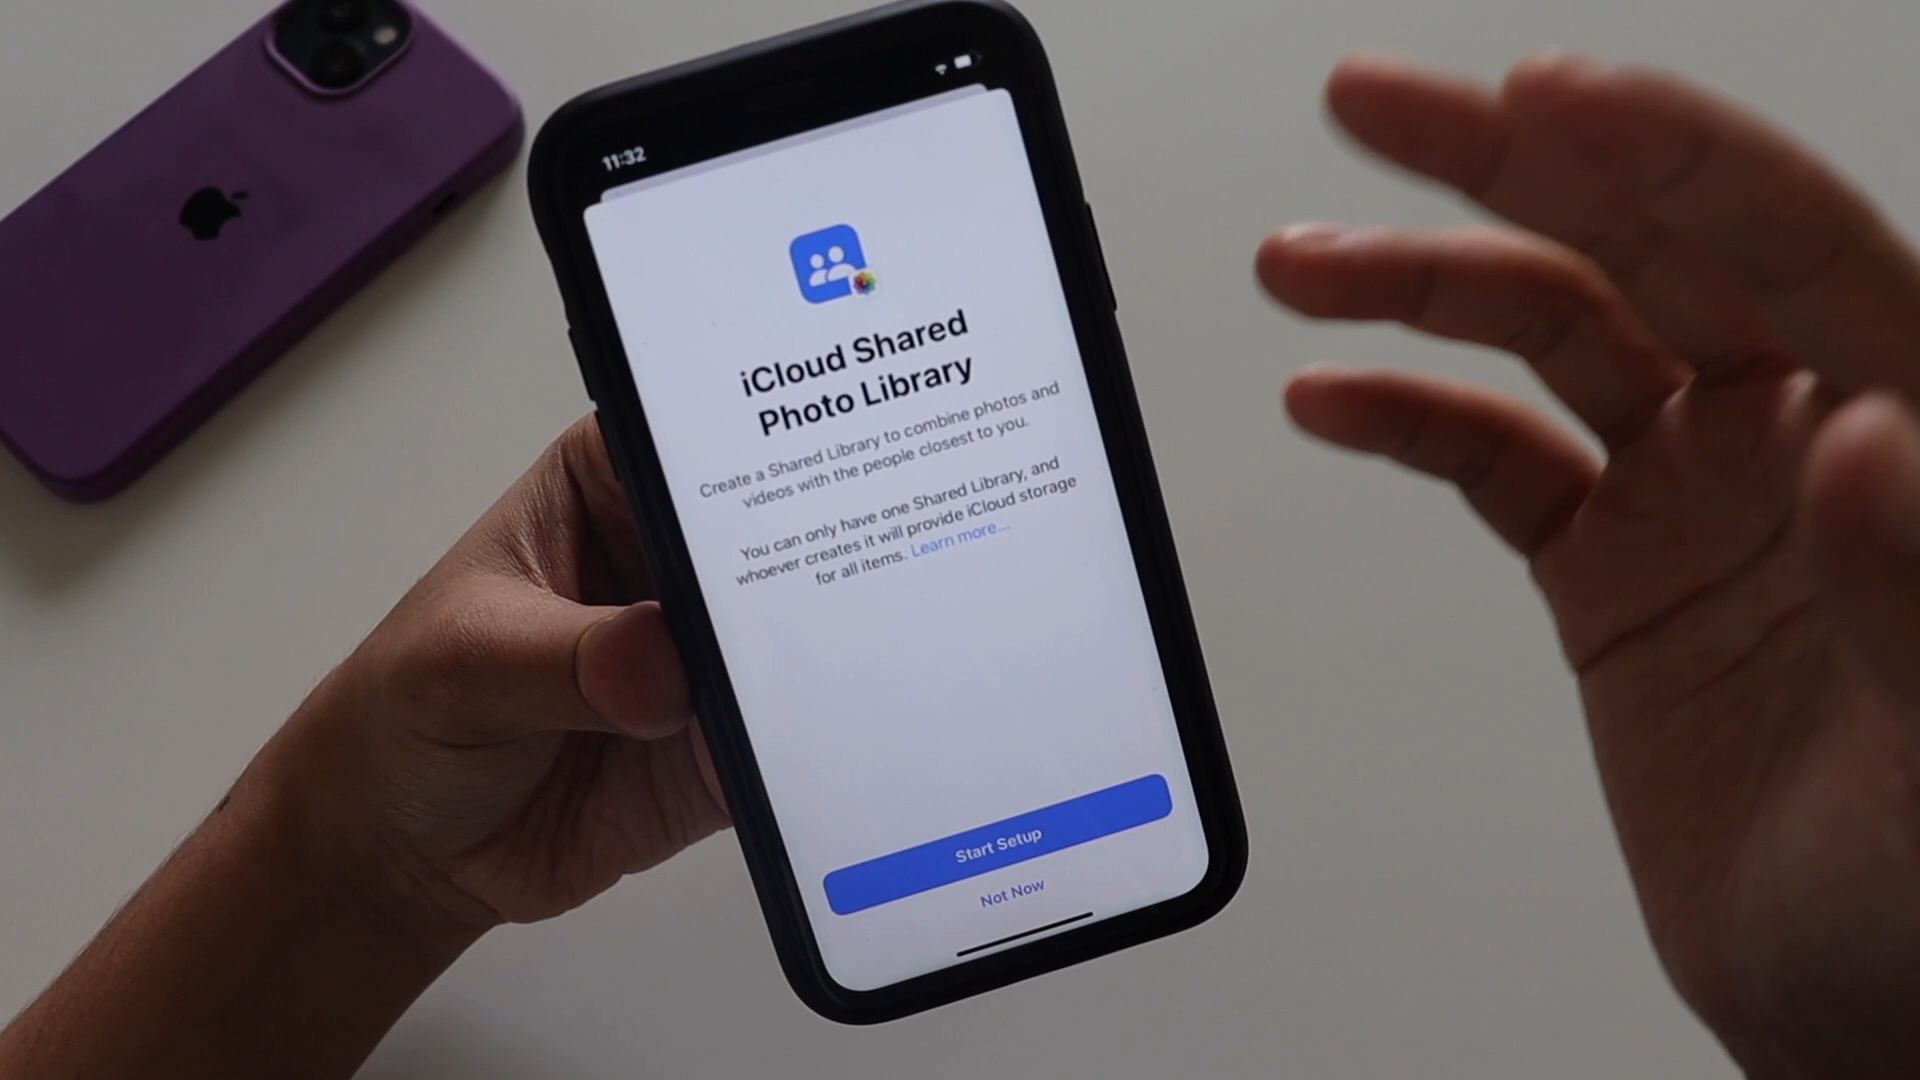 11:32
iCloud Shared
Photo Library
Create a Shared Library to combine photos and
videos with the people closest to you.
You can only have one Shared Library, and
whoever creates it will provide iCloud storage
for all items. Learn more...
Start Setup
Not Now